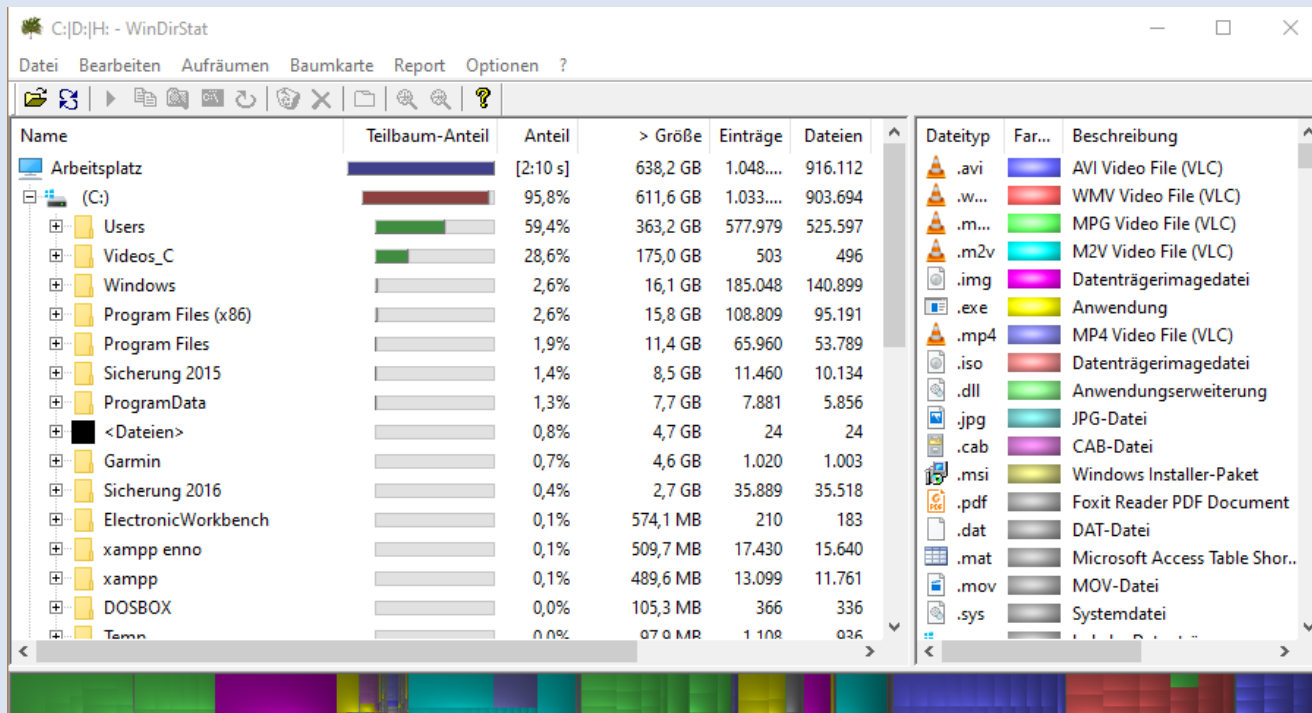 C:|D:|H: - WinDirStat
Datei Bearbeiten Aufräumen Baumkarte Report Optionen ?
Name Teilbaum-Anteil Anteil > Größe Einträge Dateien
Arbeitsplatz [2:10 s] 638,2 GB 1.048.... 916.112
(C:) 95,8% 611,6 GB 1.033.... 903.694
Users 59,4% 363,2 GB 577.979 525.597
Videos_C 28,6% 175,0 GB 503 496
Windows 2,6% 16,1 GB 185.048 140.899
Program Files (x86) 2,6% 15,8 GB 108.809 95.191
Program Files 1,9% 11,4 GB 65.960 53.789
Sicherung 2015 1,4% 8,5 GB 11.460 10.134
ProgramData 1,3% 7,7 GB 7.881 5.856
<Dateien> 0,8% 4,7 GB 24 24
Garmin 0,7% 4,6 GB 1.020 1.003
Sicherung 2016 0,4% 2,7 GB 35.889 35.518
ElectronicWorkbench 0,1% 574,1 MB 210 183
xampp enno 0,1% 509,7 MB 17.430 15.640
xampp 0,1% 489,6 MB 13.099 11.761
DOSBOX 0,0% 105,3 MB 366 336
Temp 0,0% 97,9 MB 1.108 936
Dateityp Far... Beschreibung
.avi AVI Video File (VLC)
.w... WMV Video File (VLC)
.m... MPG Video File (VLC)
.m2v M2V Video File (VLC)
.img Datenträgerimagedatei
.exe Anwendung
.mp4 MP4 Video File (VLC)
.iso Datenträgerimagedatei
.dll Anwendungserweiterung
.jpg JPG-Datei
.cab CAB-Datei
.msi Windows Installer-Paket
.pdf Foxit Reader PDF Document
.dat DAT-Datei
.mat Microsoft Access Table Shor...
.mov MOV-Datei
.sys Systemdatei